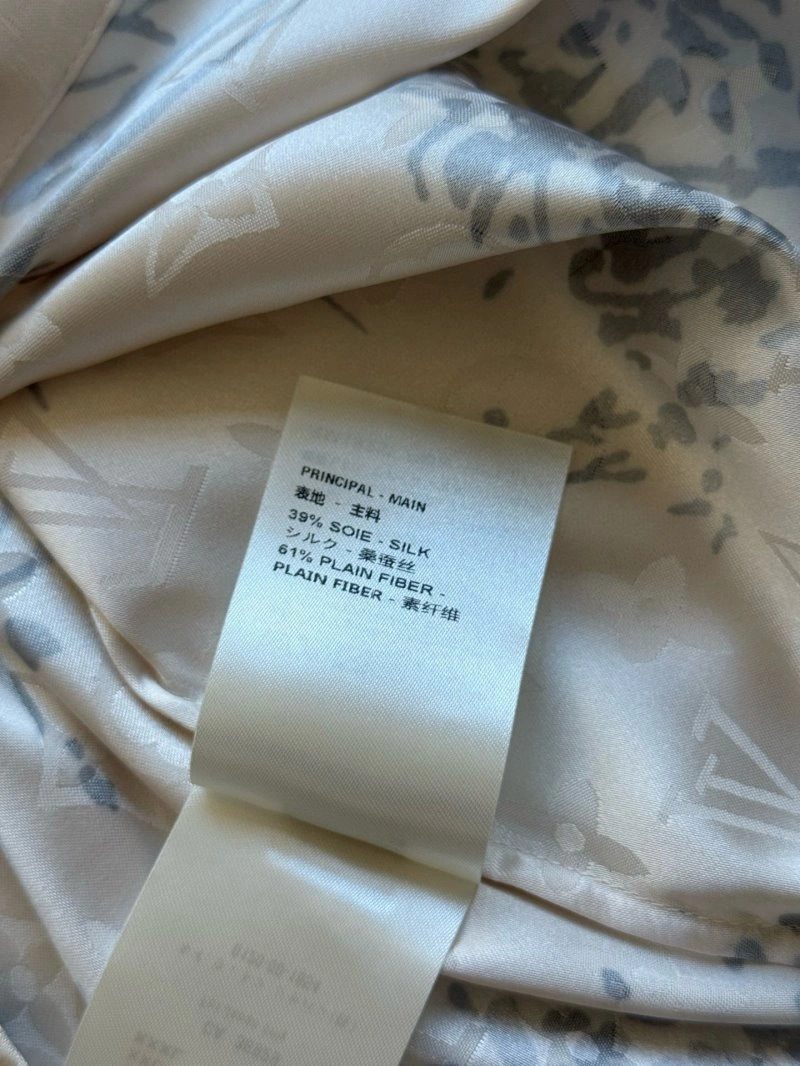 PRINCIPAL - MAIN
表地 - 主料
39% SOIE - SILK
シルク - 桑蚕丝
61% PLAIN FIBER -
PLAIN FIBER - 素纤维